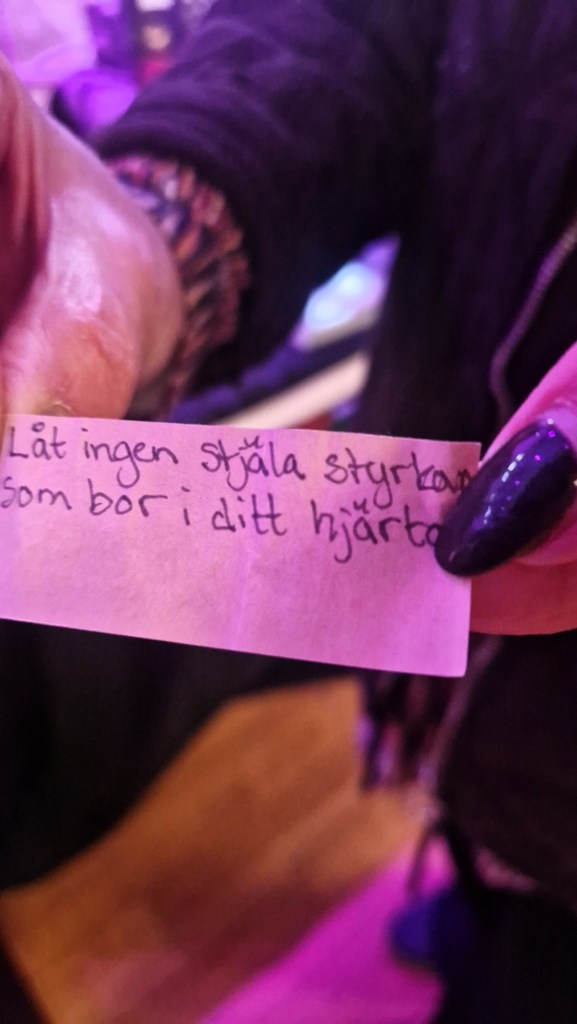 Låt ingen stjäla styrkan
som bor i ditt hjärta